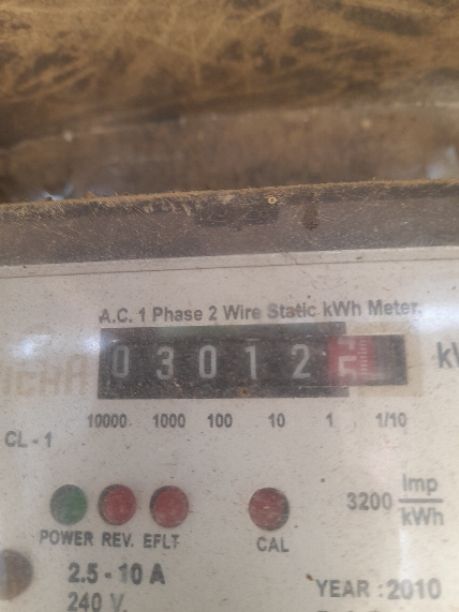 A.C. 1 Phase 2 Wire Static kWh Meter.
03012
10000 1000 100 10 1 1/10
CL - 1
3200 Imp/kWh
POWER REV. EFLT CAL
2.5 - 10 A
240 V.
YEAR : 2010